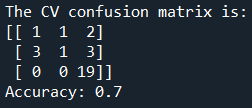 The CV confusion matrix is:
[[ 1  1  2]
 [ 3  1  3]
 [ 0  0 19]]
Accuracy: 0.7